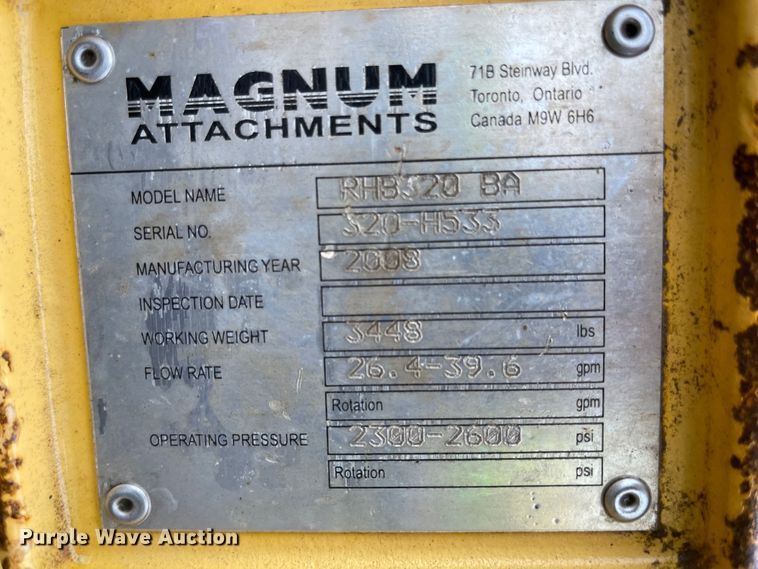 MAGNUM
ATTACHMENTS
71B Steinway Blvd.
Toronto, Ontario
Canada M9W 6H6
MODEL NAME RHB320 BA
SERIAL NO. 320-H533
MANUFACTURING YEAR 2008
INSPECTION DATE
WORKING WEIGHT 3448 lbs
FLOW RATE 26.4-39.6 gpm
Rotation gpm
OPERATING PRESSURE 2300-2600 psi
Rotation psi
Purple Wave Auction